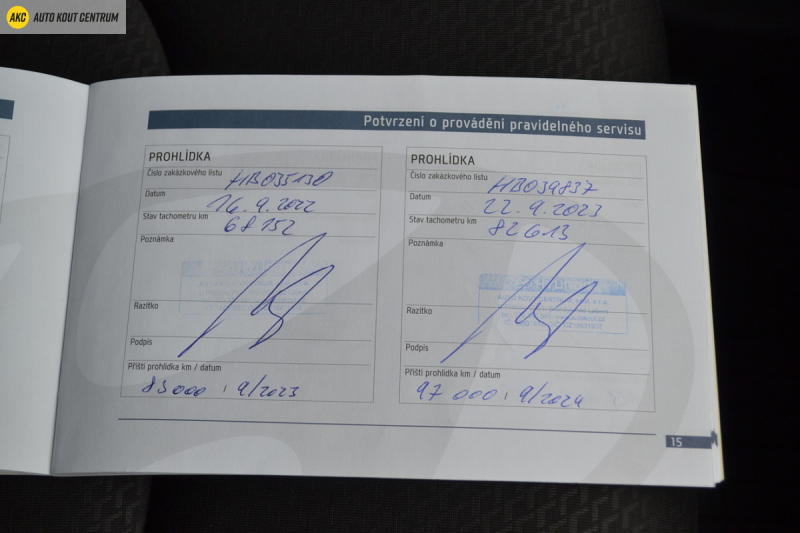 AKC AUTO KOUT CENTRUM
Potvrzení o provádění pravidelného servisu
PROHLÍDKA
Číslo zakázkového listu HB035130
Datum 16.9.2022
Stav tachometru km 68152
Poznámka
Razítko
Podpis
Příští prohlídka km / datum
83000 9/2023
PROHLÍDKA
Číslo zakázkového listu HB039837
Datum 22.9.2023
Stav tachometru km 82613
Poznámka
Razítko
Podpis
Příští prohlídka km / datum
97 000 9/2024
15